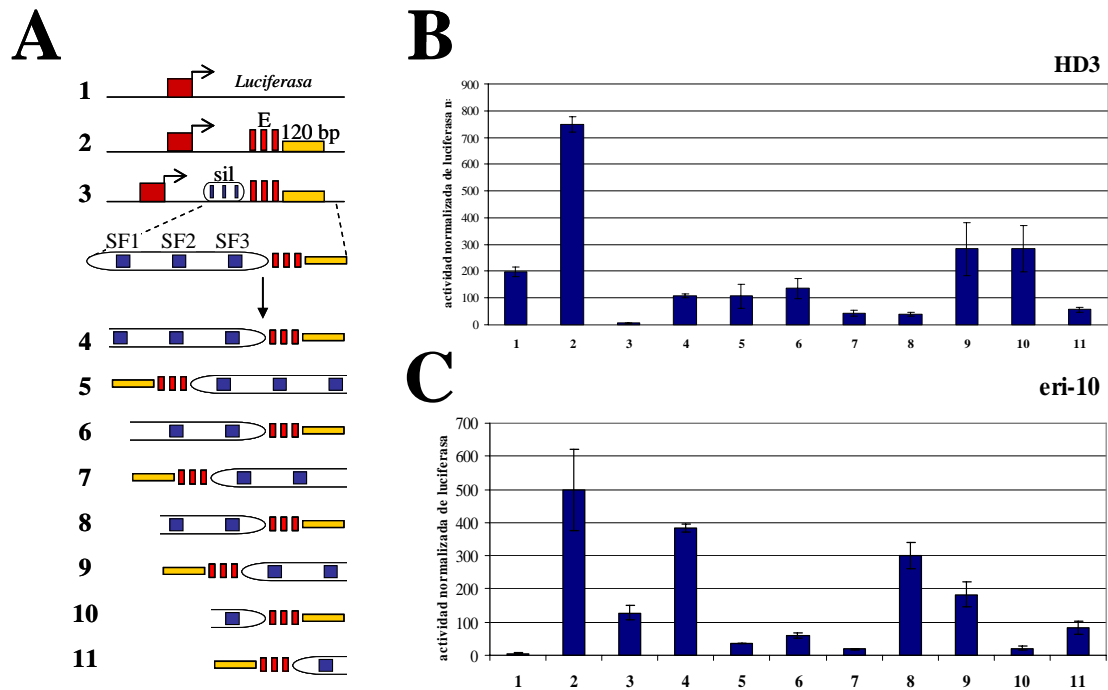 A
1
Luciferasa
2
E
120 bp
3
sil
SF1 SF2 SF3
4
5
6
7
8
9
10
11
B
HD3
actividad normalizada de luciferasa
900
800
700
600
500
400
300
200
100
0
1 2 3 4 5 6 7 8 9 10 11
C
eri-10
actividad normalizada de luciferasa
700
600
500
400
300
200
100
0
1 2 3 4 5 6 7 8 9 10 11